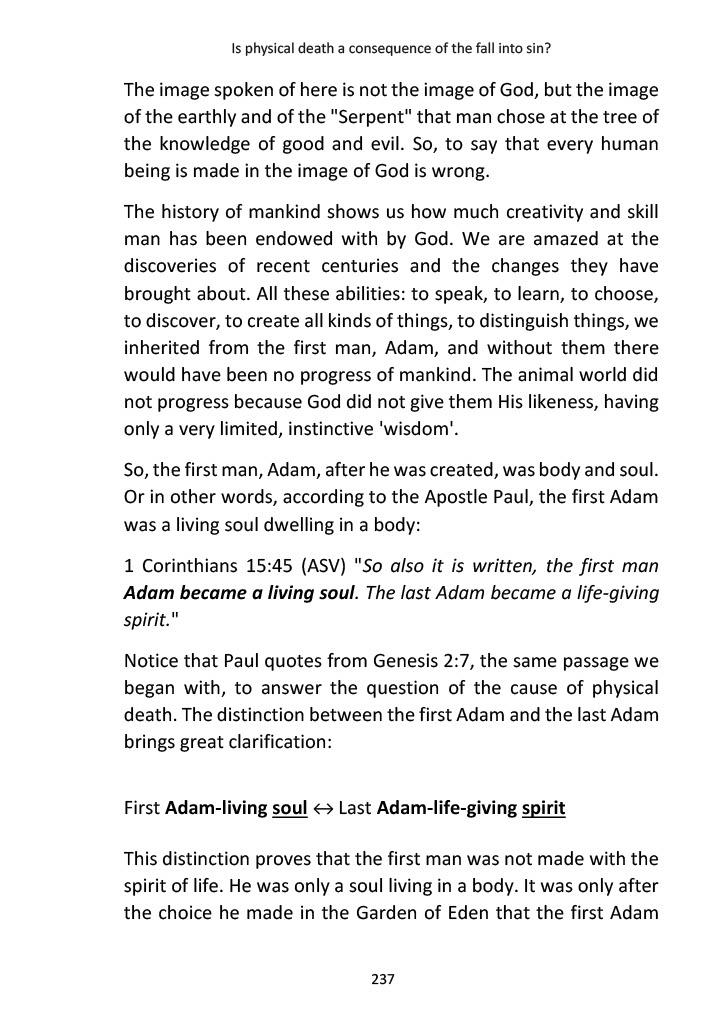 Is physical death a consequence of the fall into sin?
The image spoken of here is not the image of God, but the image
of the earthly and of the "Serpent" that man chose at the tree of
the knowledge of good and evil. So, to say that every human
being is made in the image of God is wrong.
The history of mankind shows us how much creativity and skill
man has been endowed with by God. We are amazed at the
discoveries of recent centuries and the changes they have
brought about. All these abilities: to speak, to learn, to choose,
to discover, to create all kinds of things, to distinguish things, we
inherited from the first man, Adam, and without them there
would have been no progress of mankind. The animal world did
not progress because God did not give them His likeness, having
only a very limited, instinctive 'wisdom'.
So, the first man, Adam, after he was created, was body and soul.
Or in other words, according to the Apostle Paul, the first Adam
was a living soul dwelling in a body:
1 Corinthians 15:45 (ASV) "So also it is written, the first man
Adam became a living soul. The last Adam became a life-giving
spirit."
Notice that Paul quotes from Genesis 2:7, the same passage we
began with, to answer the question of the cause of physical
death. The distinction between the first Adam and the last Adam
brings great clarification:
First Adam-living soul ↔ Last Adam-life-giving spirit
This distinction proves that the first man was not made with the
spirit of life. He was only a soul living in a body. It was only after
the choice he made in the Garden of Eden that the first Adam
237